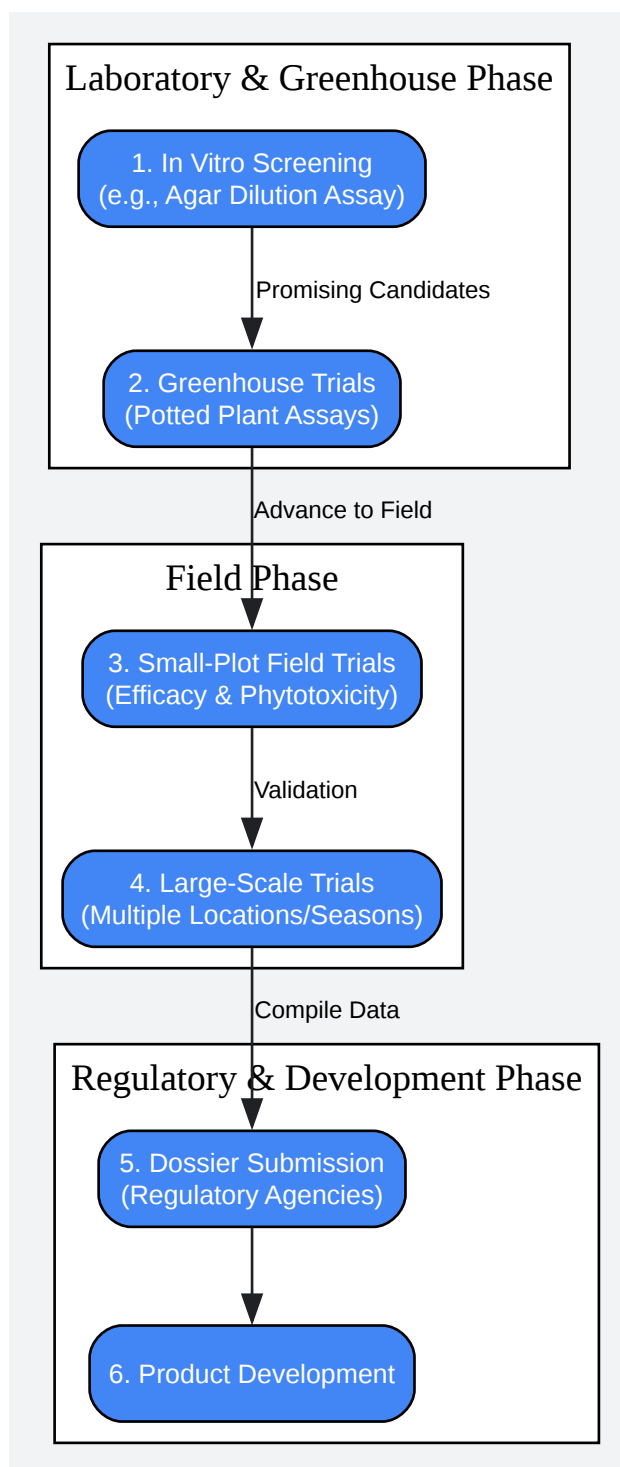 Laboratory & Greenhouse Phase
1. In Vitro Screening
(e.g., Agar Dilution Assay)
Promising Candidates
2. Greenhouse Trials
(Potted Plant Assays)
Advance to Field
Field Phase
3. Small-Plot Field Trials
(Efficacy & Phytotoxicity)
Validation
4. Large-Scale Trials
(Multiple Locations/Seasons)
Compile Data
Regulatory & Development Phase
5. Dossier Submission
(Regulatory Agencies)
6. Product Development